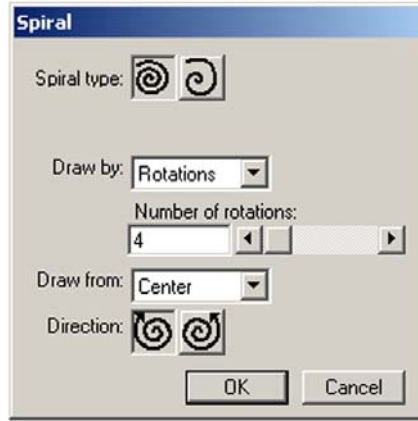 Spiral
Spiral type:
Draw by: Rotations
Number of rotations:
4
Draw from: Center
Direction:
OK Cancel